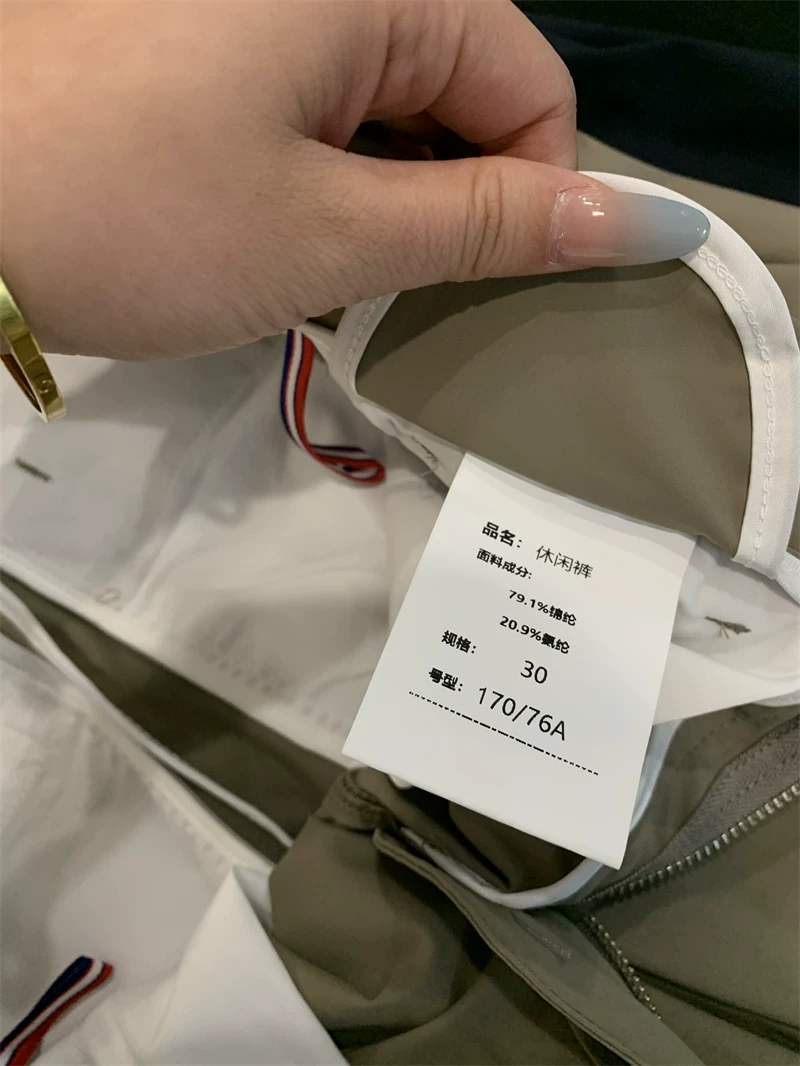 品名： 休闲裤
面料成分:
79.1%锦纶
20.9%氨纶
规格： 30
号型： 170/76A